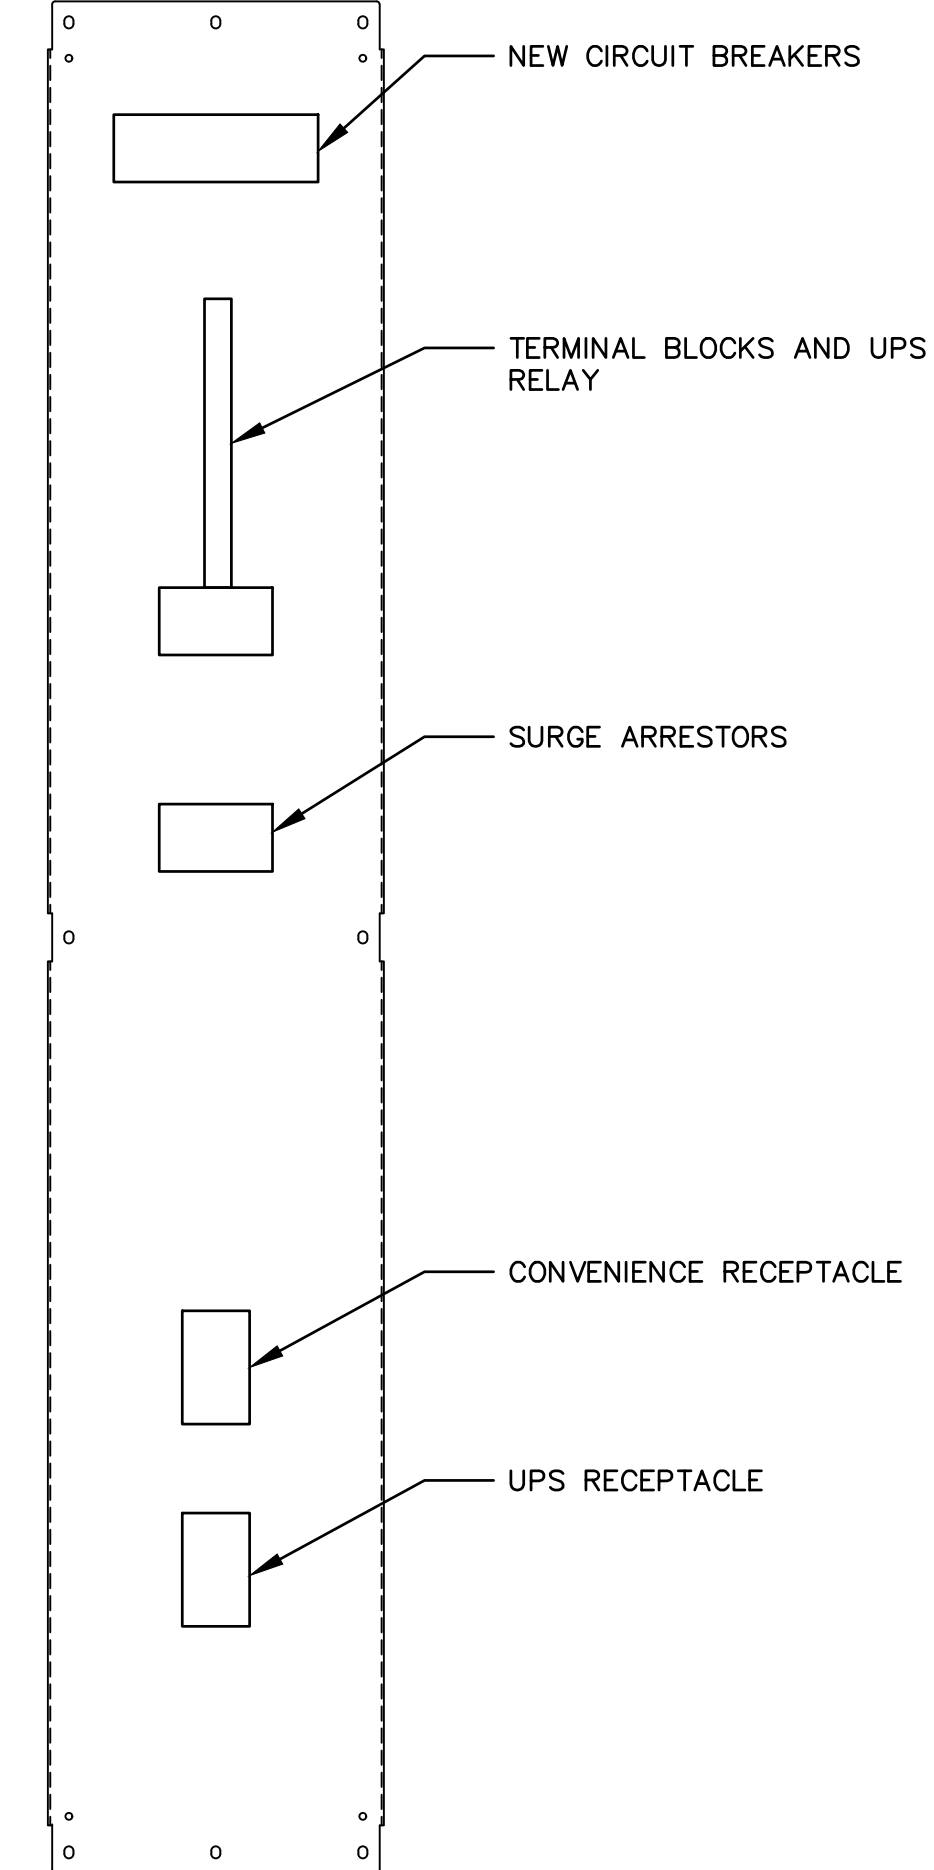 NEW CIRCUIT BREAKERS
TERMINAL BLOCKS AND UPS
RELAY
SURGE ARRESTORS
CONVENIENCE RECEPTACLE
UPS RECEPTACLE